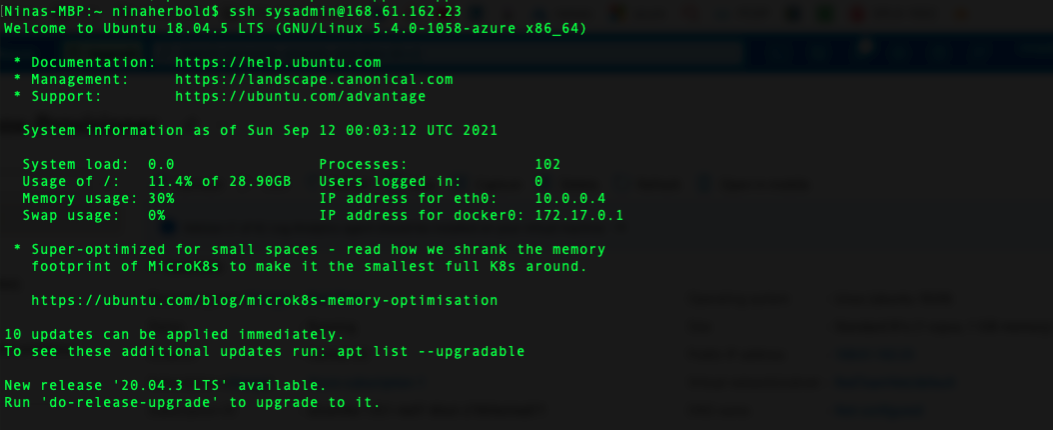 Ninas-MBP:~ ninaherbold$ ssh sysadmin@168.61.162.23
Welcome to Ubuntu 18.04.5 LTS (GNU/Linux 5.4.0-1058-azure x86_64)
* Documentation:  https://help.ubuntu.com
* Management:     https://landscape.canonical.com
* Support:        https://ubuntu.com/advantage
System information as of Sun Sep 12 00:03:12 UTC 2021
System load:  0.0                Processes:              102
Usage of /:   11.4% of 28.90GB   Users logged in:        0
Memory usage: 30%                IP address for eth0:    10.0.0.4
Swap usage:   0%                 IP address for docker0: 172.17.0.1
* Super-optimized for small spaces - read how we shrank the memory
footprint of MicroK8s to make it the smallest full K8s around.
https://ubuntu.com/blog/microk8s-memory-optimisation
10 updates can be applied immediately.
To see these additional updates run: apt list --upgradable
New release '20.04.3 LTS' available.
Run 'do-release-upgrade' to upgrade to it.